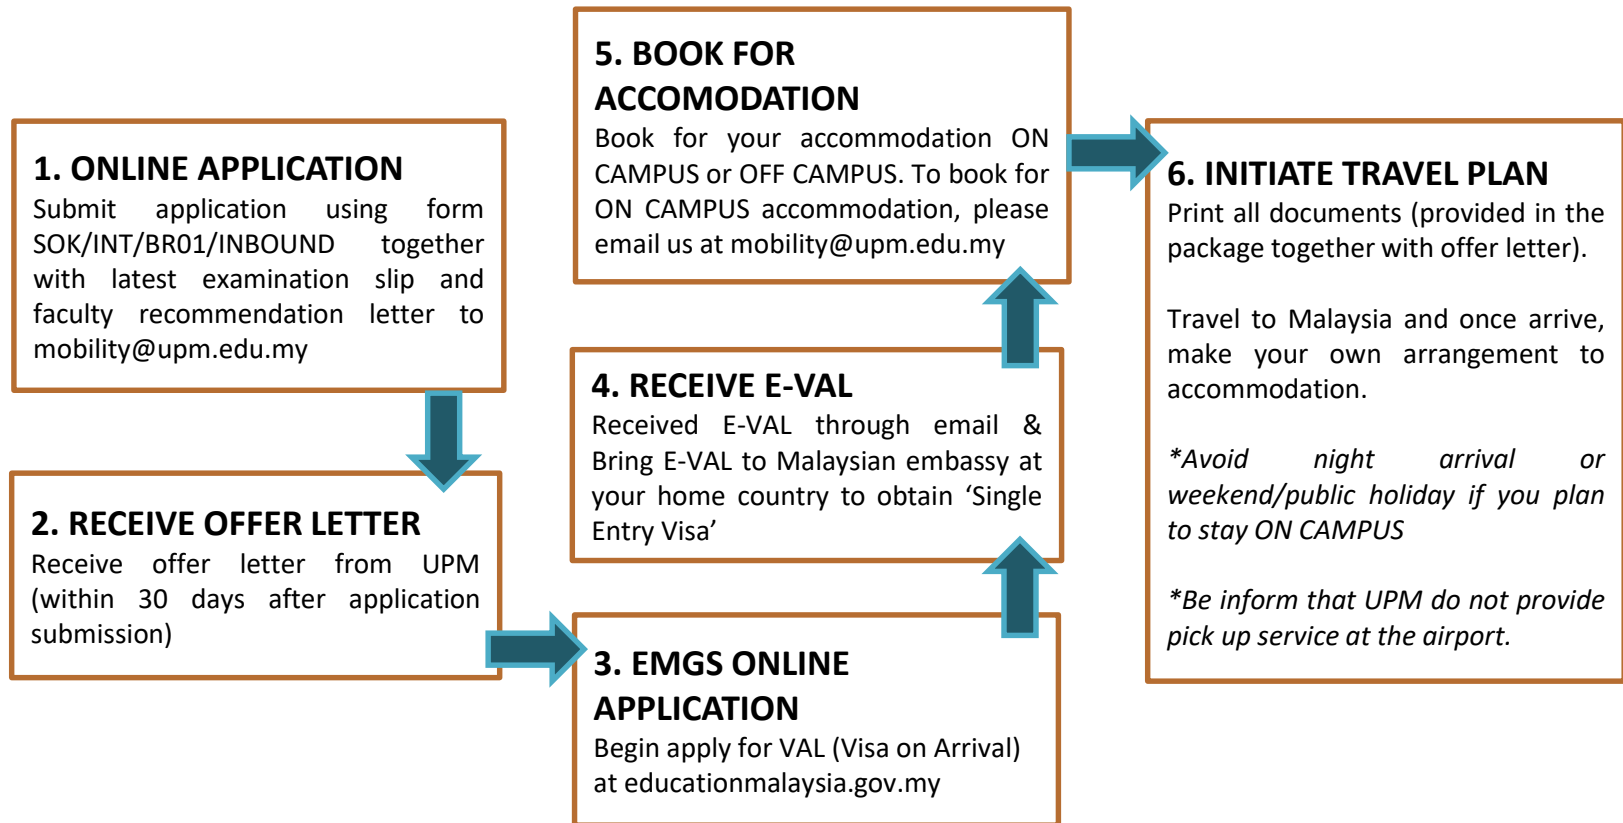 1. ONLINE APPLICATION
Submit application using form
SOK/INT/BR01/INBOUND together
with latest examination slip and
faculty recommendation letter to
mobility@upm.edu.my
2. RECEIVE OFFER LETTER
Receive offer letter from UPM
(within 30 days after application
submission)
3. EMGS ONLINE
APPLICATION
Begin apply for VAL (Visa on Arrival)
at educationmalaysia.gov.my
4. RECEIVE E-VAL
Received E-VAL through email &
Bring E-VAL to Malaysian embassy at
your home country to obtain ‘Single
Entry Visa’
5. BOOK FOR
ACCOMODATION
Book for your accommodation ON
CAMPUS or OFF CAMPUS. To book for
ON CAMPUS accommodation, please
email us at mobility@upm.edu.my
6. INITIATE TRAVEL PLAN
Print all documents (provided in the
package together with offer letter).
Travel to Malaysia and once arrive,
make your own arrangement to
accommodation.
*Avoid night arrival or
weekend/public holiday if you plan
to stay ON CAMPUS
*Be inform that UPM do not provide
pick up service at the airport.